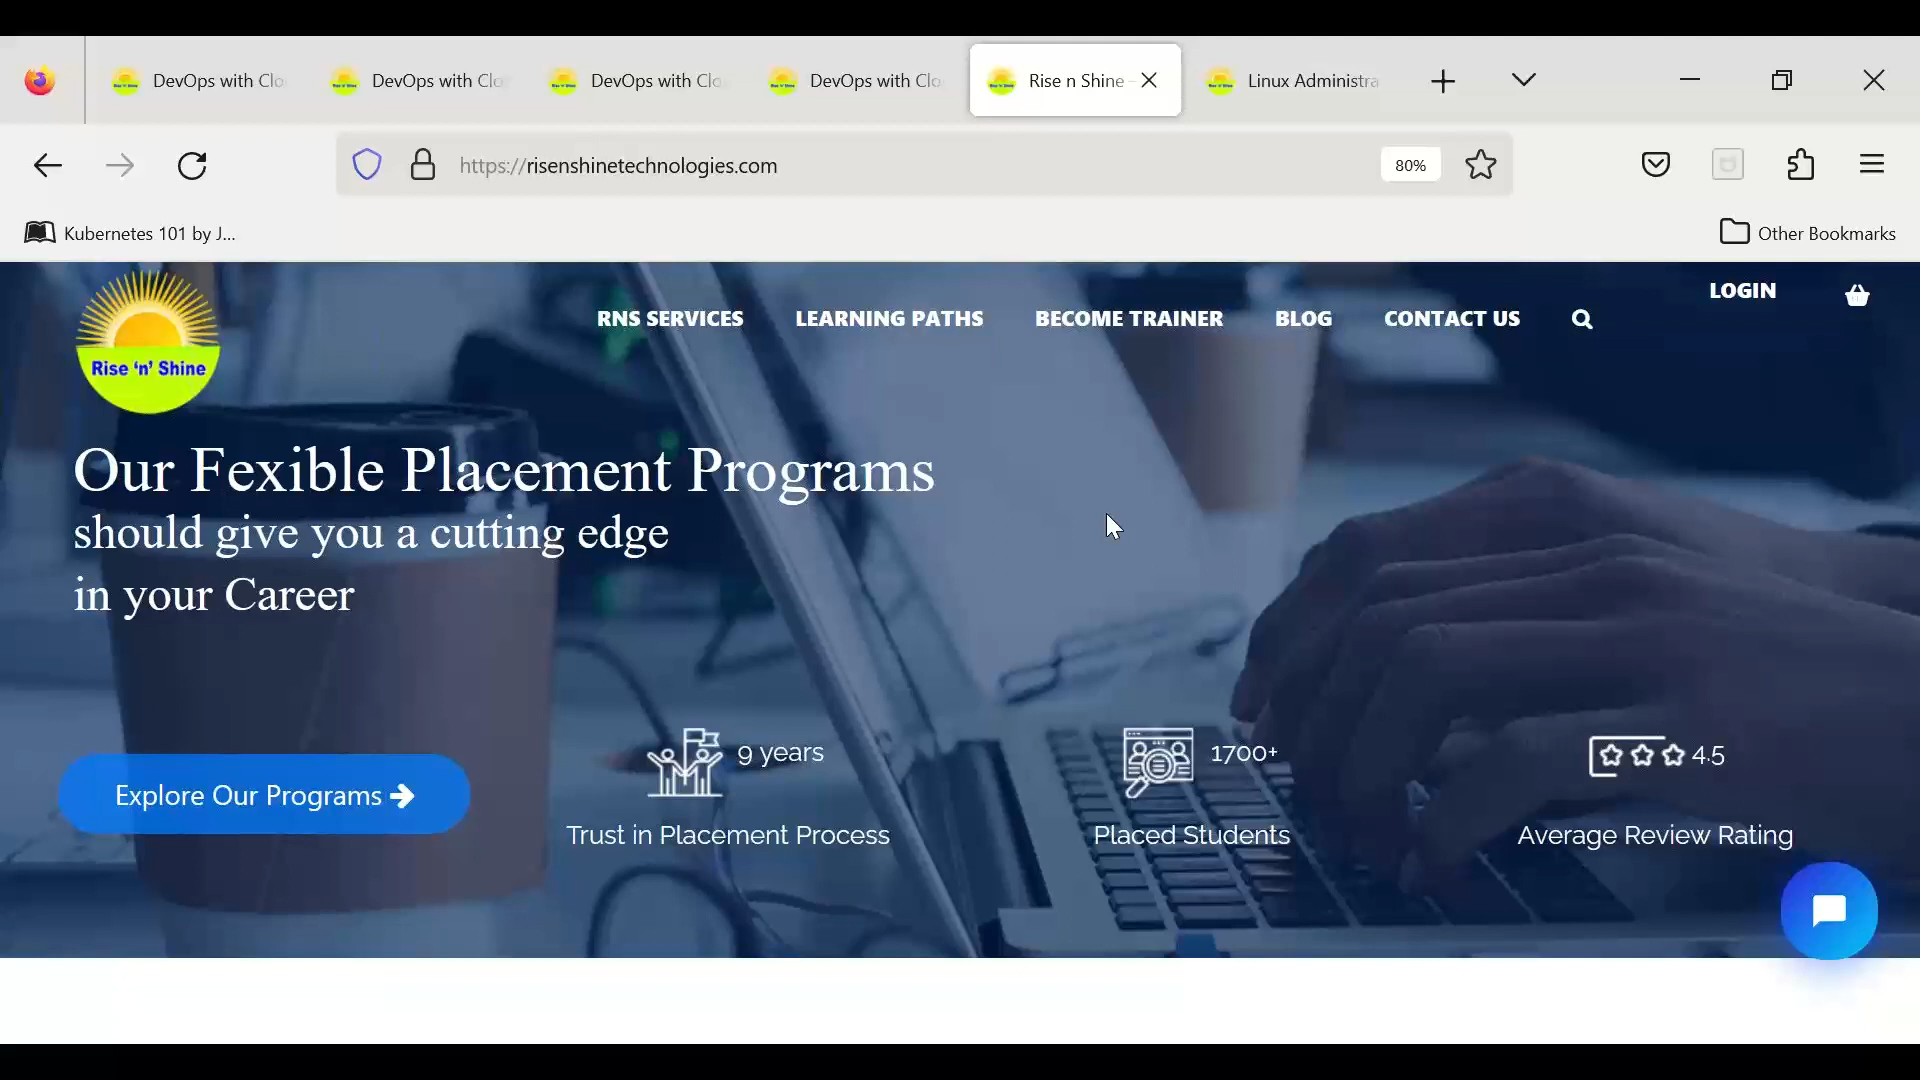 DevOps with Clo
DevOps with Clo
DevOps with Clo
DevOps with Clo
Rise n Shine -
Linux Administra
https://risenshinetechnologies.com
80%
Kubernetes 101 by J...
Other Bookmarks
LOGIN
RNS SERVICES
LEARNING PATHS
BECOME TRAINER
BLOG
CONTACT US
Rise 'n' Shine
Our Fexible Placement Programs
should give you a cutting edge
in your Career
Explore Our Programs
9 years
Trust in Placement Process
1700+
Placed Students
4.5
Average Review Rating